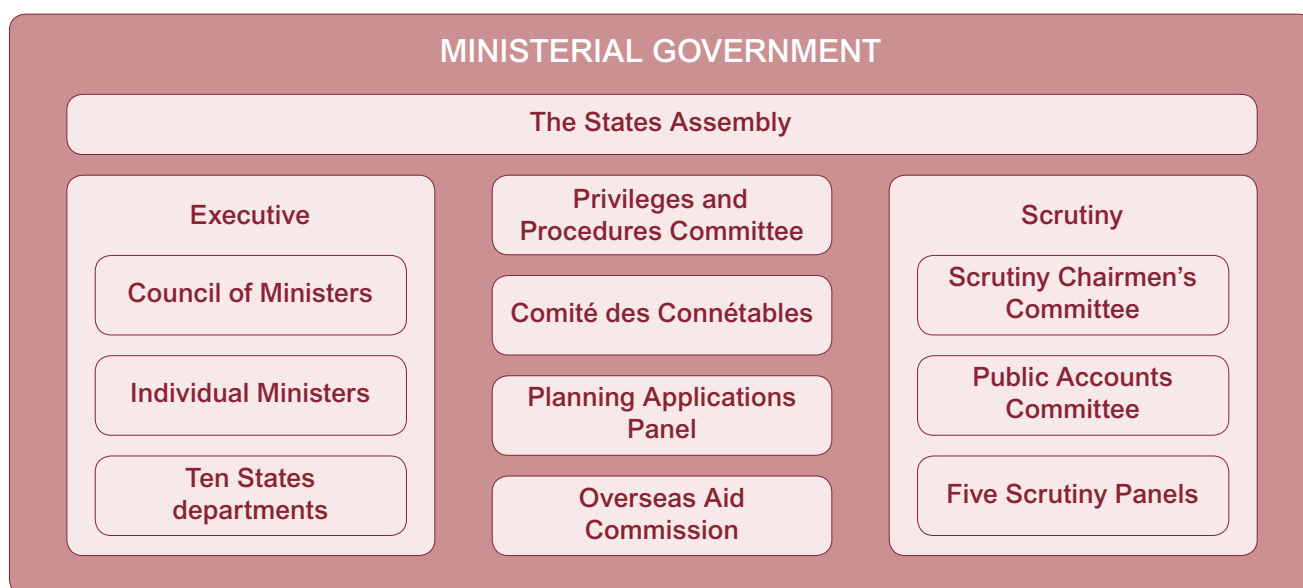 MINISTERIAL GOVERNMENT
The States Assembly
Executive
Council of Ministers
Individual Ministers
Ten States
departments
Privileges and
Procedures Committee
Comité des Connétables
Planning Applications
Panel
Overseas Aid
Commission
Scrutiny
Scrutiny Chairmen’s
Committee
Public Accounts
Committee
Five Scrutiny Panels